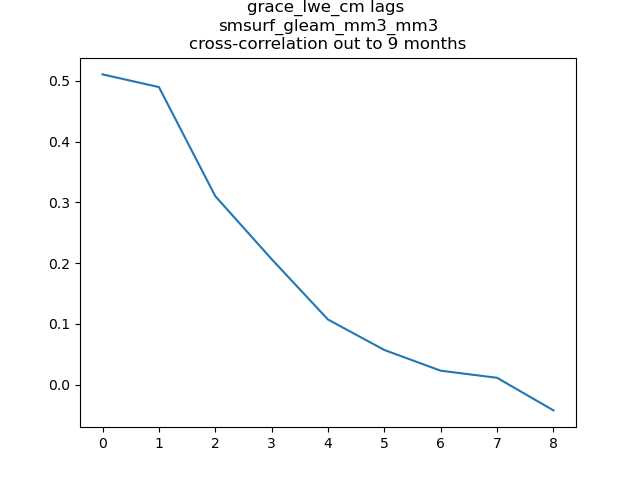 grace_lwe_cm lags
smsurf_gleam_mm3_mm3
cross-correlation out to 9 months
0.5
0.4
0.3
0.2
0.1
0.0
0 1 2 3 4 5 6 7 8